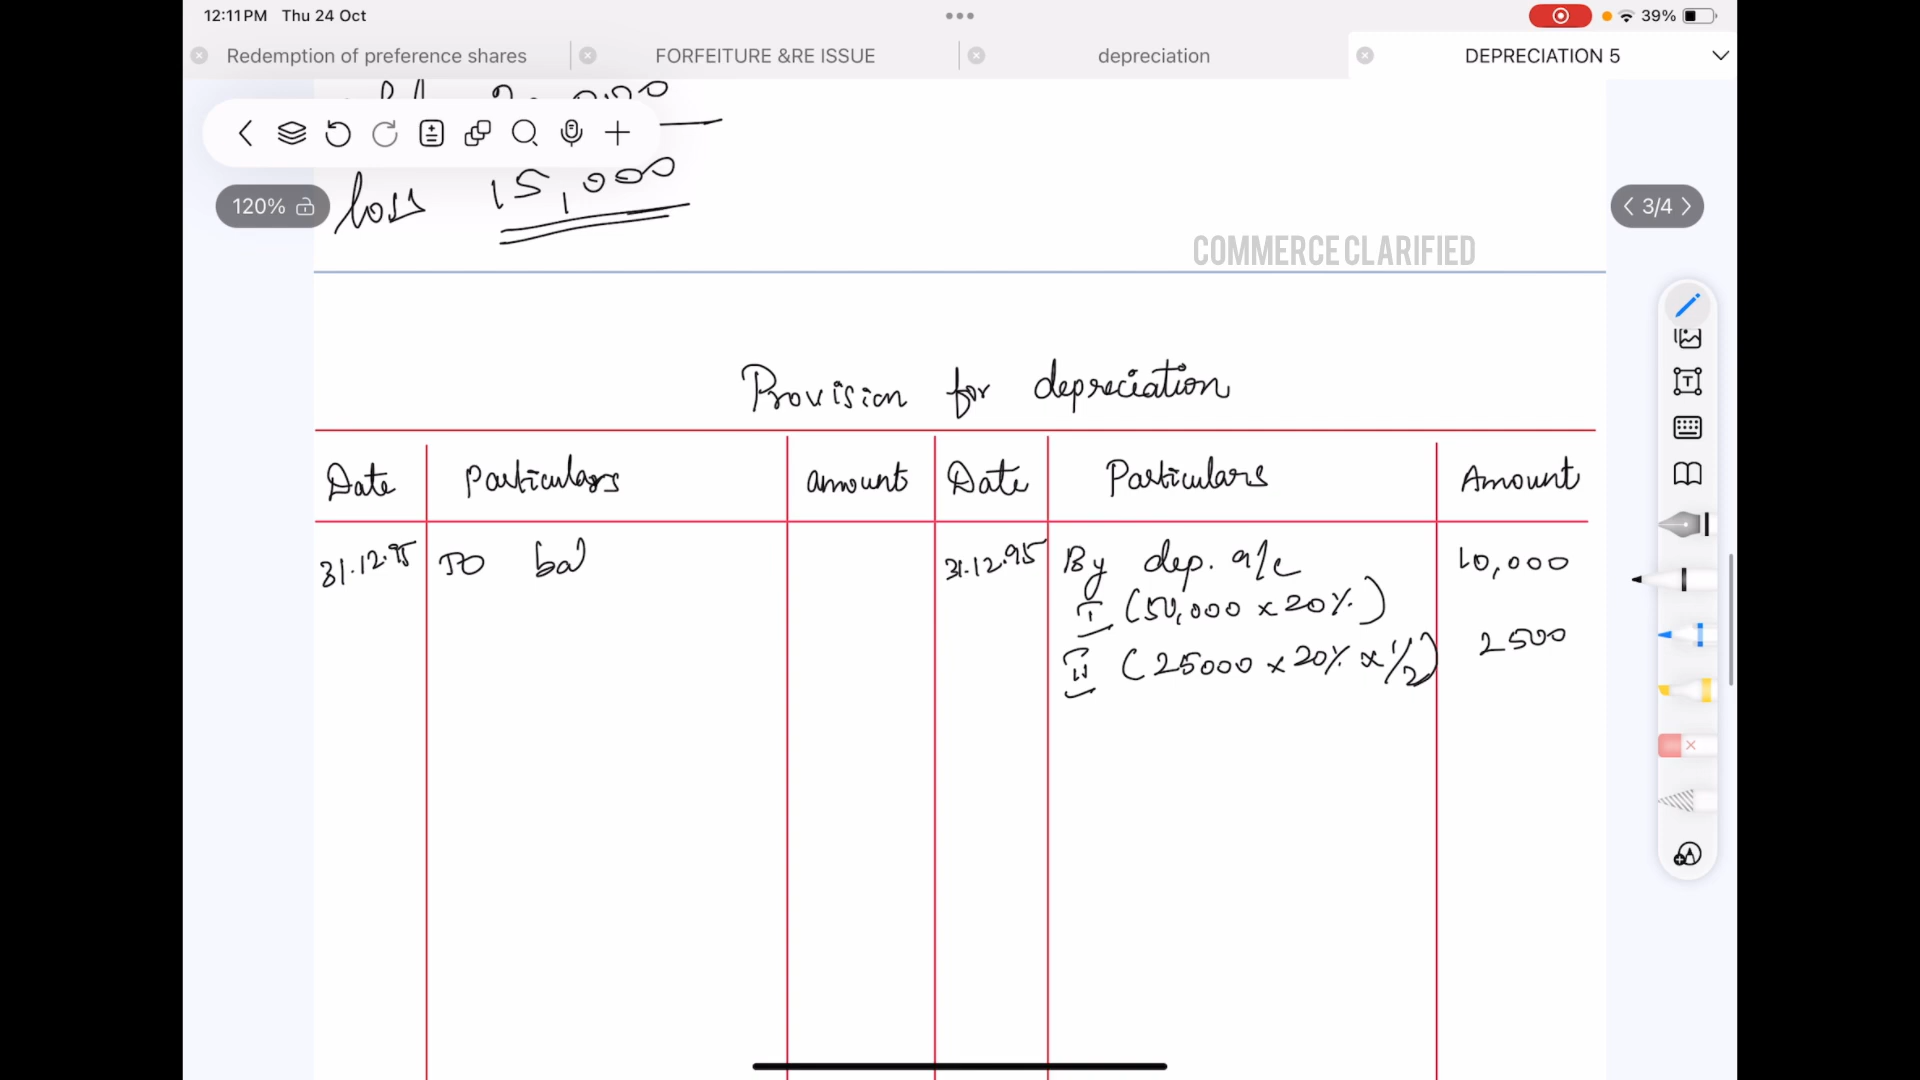 12:11 PM Thu 24 Oct
39%
Redemption of preference shares
FORFEITURE &RE ISSUE
depreciation
DEPRECIATION 5
120%
3/4
loss 15,000
COMMERCE CLARIFIED
Provision for depreciation
Date Particulars amount Date Particulars Amount
31.12.95 To bal 31.12.95 By dep. a/c 10,000
I (50,000 x 20%)
II (25000 x 20% x 1/2) 2500